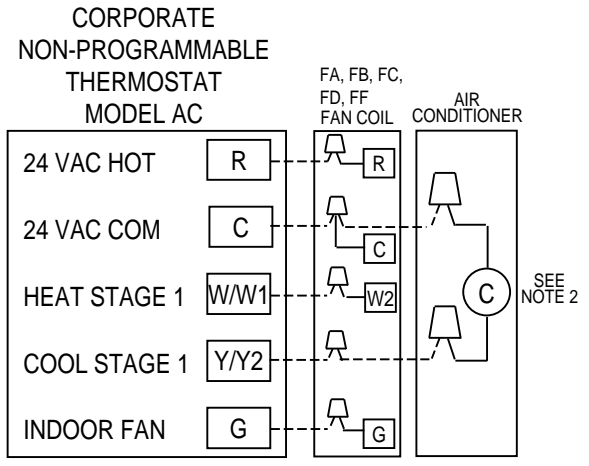 CORPORATE
NON-PROGRAMMABLE
THERMOSTAT
MODEL AC
FA, FB, FC,
FD, FF
FAN COIL
AIR
CONDITIONER
24 VAC HOT R R
24 VAC COM C C
HEAT STAGE 1 W/W1 W2
C SEE
NOTE 2
COOL STAGE 1 Y/Y2
INDOOR FAN G G